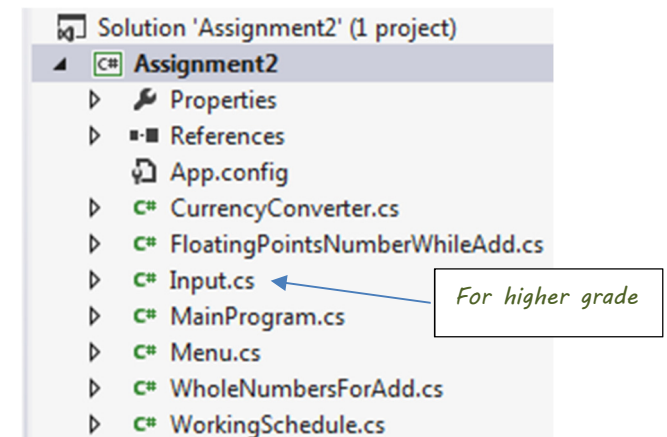 Solution 'Assignment2' (1 project)
C# Assignment2
Properties
References
App.config
C# CurrencyConverter.cs
C# FloatingPointsNumberWhileAdd.cs
C# Input.cs
For higher grade
C# MainProgram.cs
C# Menu.cs
C# WholeNumbersForAdd.cs
C# WorkingSchedule.cs